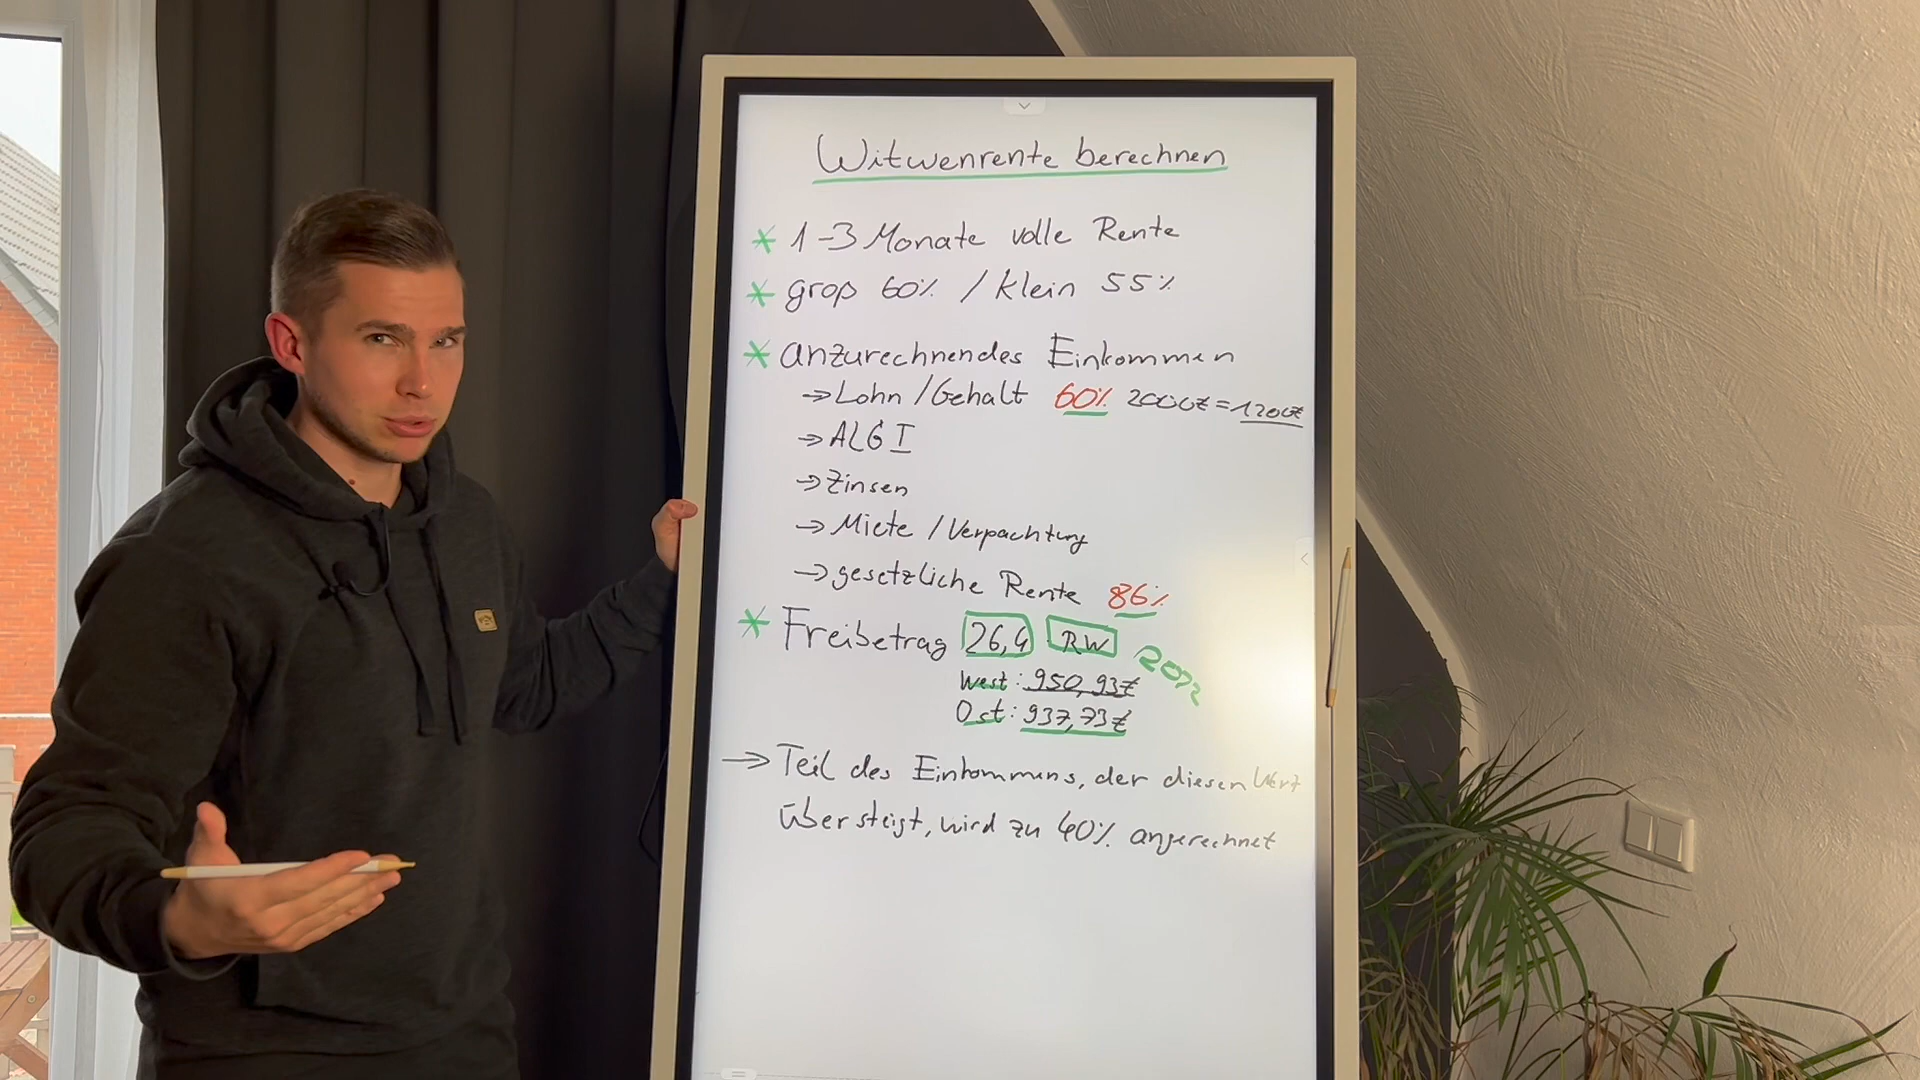 Witwenrente berechnen
* 1-3 Monate volle Rente
* groß 60% / klein 55%
* anzurechnendes Einkommen
→ Lohn / Gehalt 60% 2000€ = 1200€
→ ALG I
→ Zinsen
→ Miete / Verpachtung
→ gesetzliche Rente 86%
* Freibetrag 26,4 · RW 2022
West: 950,93€
Ost: 937,73€
→ Teil des Einkommens, der diesen Wert
übersteigt, wird zu 40% angerechnet